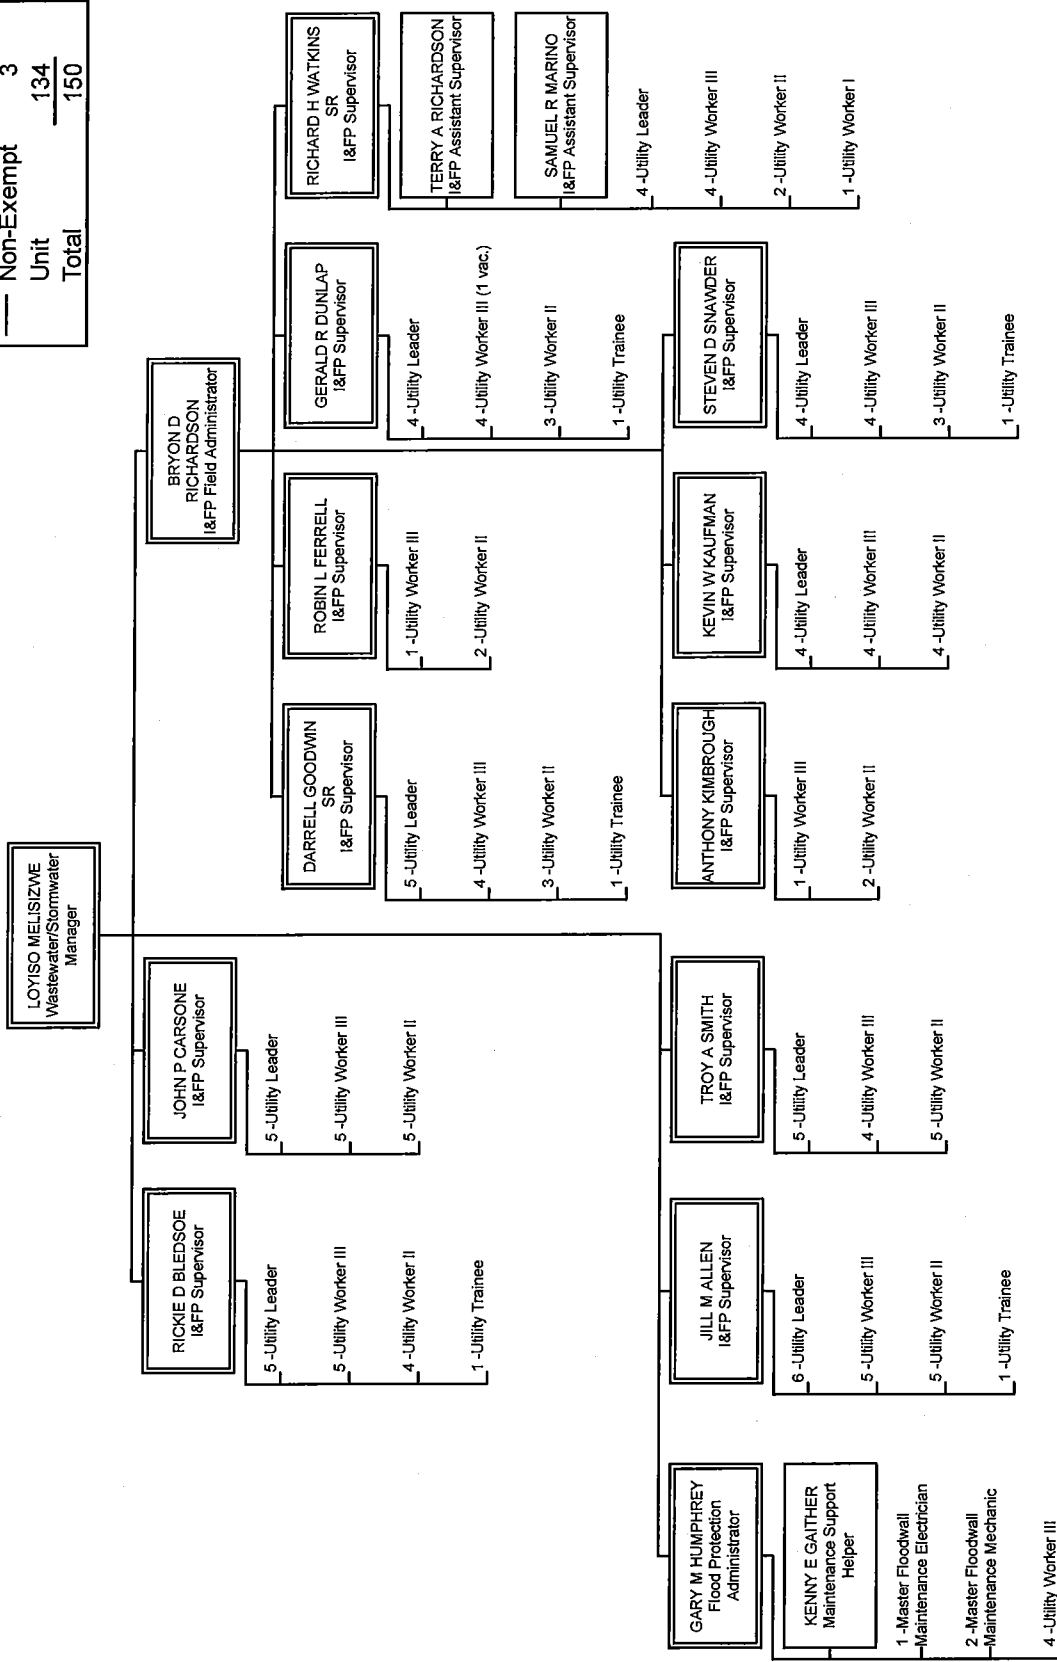 Non-Exempt 3
Unit 134
Total 150
LOYISO MELISIZWE
Wastewater/Stormwater
Manager
RICKIE D BLEDSOE
I&FP Supervisor
5 -Utility Leader
5 -Utility Worker III
4 -Utility Worker II
1 -Utility Trainee
JOHN P CARSONE
I&FP Supervisor
5 -Utility Leader
5 -Utility Worker III
5 -Utility Worker II
BRYON D
RICHARDSON
I&FP Field Administrator
DARRELL GOODWIN
SR
I&FP Supervisor
5 -Utility Leader
4 -Utility Worker III
3 -Utility Worker II
1 -Utility Trainee
ROBIN L FERRELL
I&FP Supervisor
1 -Utility Worker III
2 -Utility Worker II
GERALD R DUNLAP
I&FP Supervisor
4 -Utility Leader
4 -Utility Worker III (1 vac.)
3 -Utility Worker II
1 -Utility Trainee
RICHARD H WATKINS
SR
I&FP Supervisor
TERRY A RICHARDSON
I&FP Assistant Supervisor
SAMUEL R MARINO
I&FP Assistant Supervisor
4 -Utility Leader
4 -Utility Worker III
2 -Utility Worker II
1 -Utility Worker I
GARY M HUMPHREY
Flood Protection
Administrator
KENNY E GAITHER
Maintenance Support
Helper
1 -Master Floodwall
Maintenance Electrician
2 -Master Floodwall
Maintenance Mechanic
4 -Utility Worker III
JILL M ALLEN
I&FP Supervisor
6 -Utility Leader
5 -Utility Worker III
5 -Utility Worker II
1 -Utility Trainee
TROY A SMITH
I&FP Supervisor
5 -Utility Leader
4 -Utility Worker III
5 -Utility Worker II
ANTHONY KIMBROUGH
I&FP Supervisor
1 -Utility Worker III
2 -Utility Worker II
KEVIN W KAUFMAN
I&FP Supervisor
4 -Utility Leader
4 -Utility Worker III
4 -Utility Worker II
STEVEN D SNAWDER
I&FP Supervisor
4 -Utility Leader
4 -Utility Worker III
3 -Utility Worker II
1 -Utility Trainee